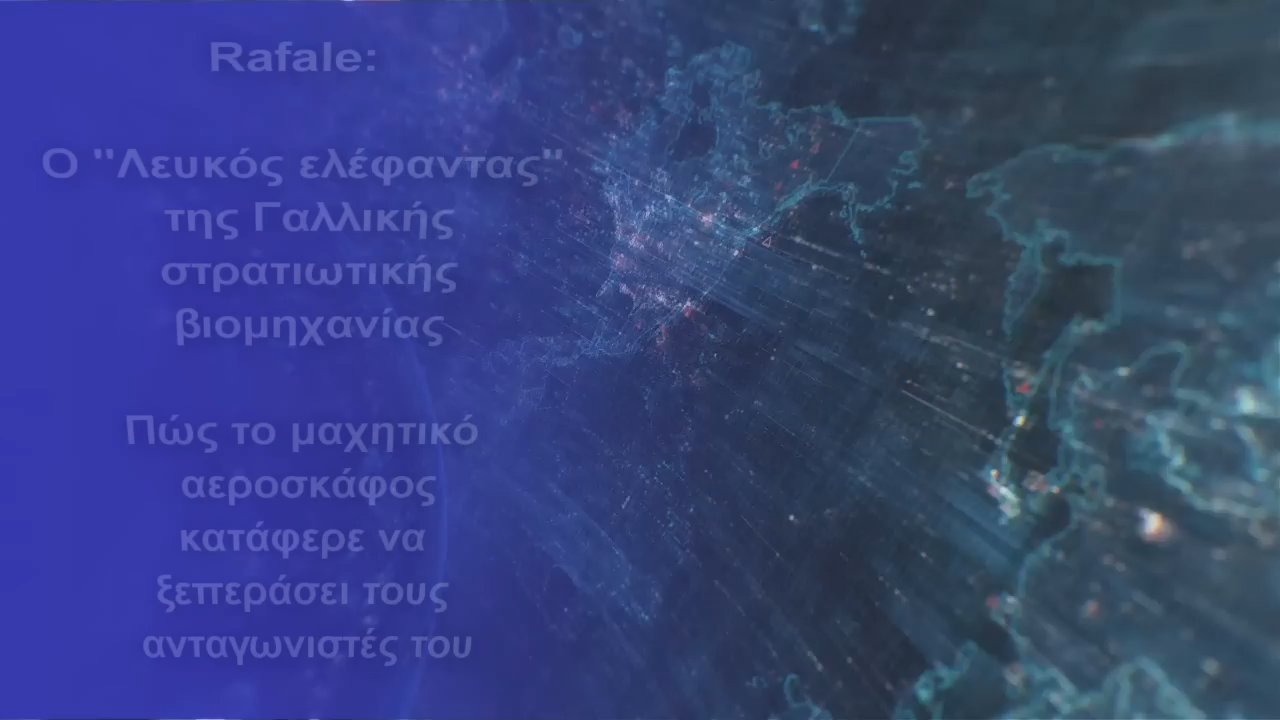 Rafale:
Ο "Λευκός ελέφαντας"
της Γαλλικής
στρατιωτικής
βιομηχανίας
Πώς το μαχητικό
αεροσκάφος
κατάφερε να
ξεπεράσει τους
ανταγωνιστές του